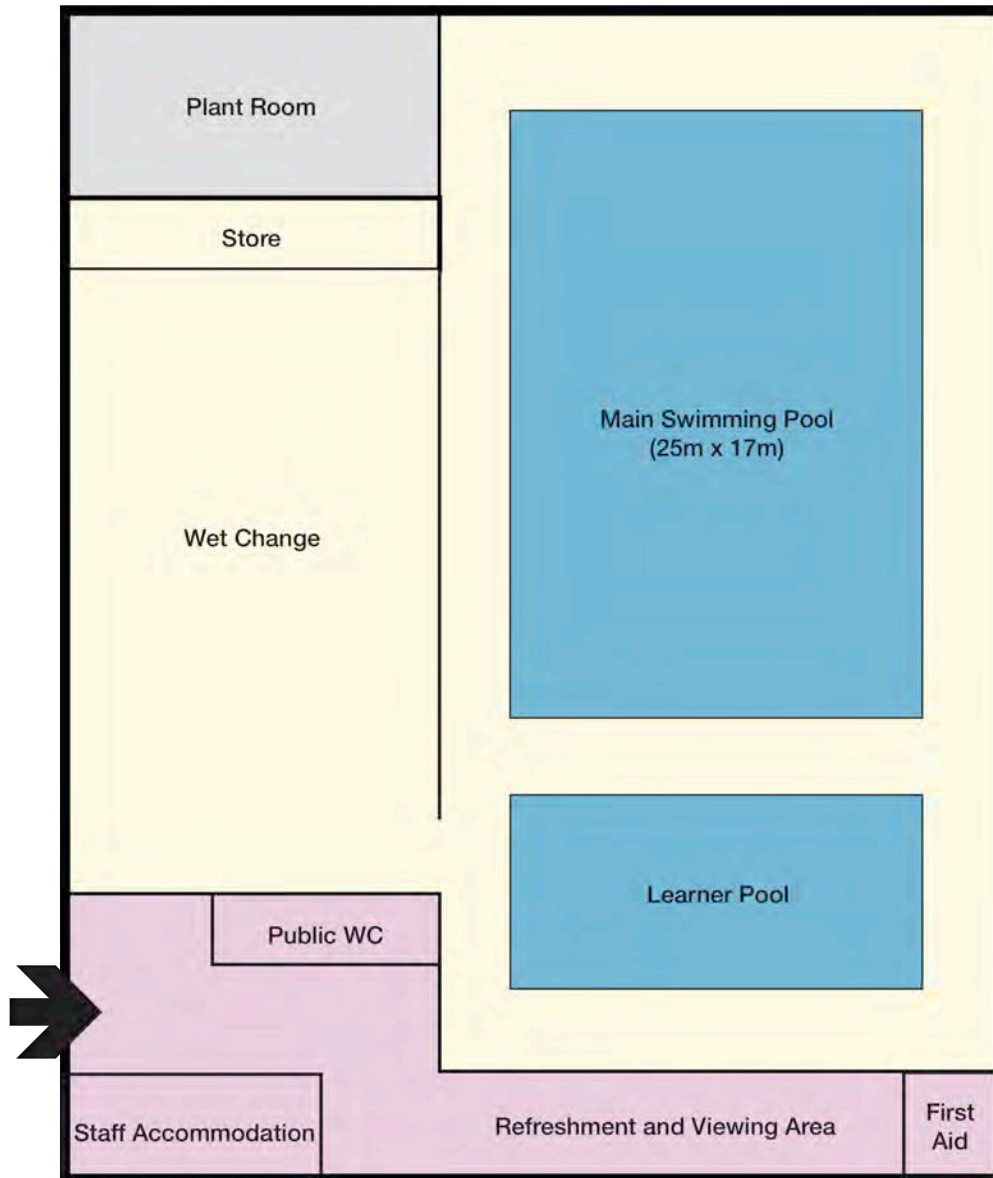 Plant Room
Store
Main Swimming Pool
(25m x 17m)
Wet Change
Learner Pool
Public WC
Staff Accommodation
Refreshment and Viewing Area
First
Aid